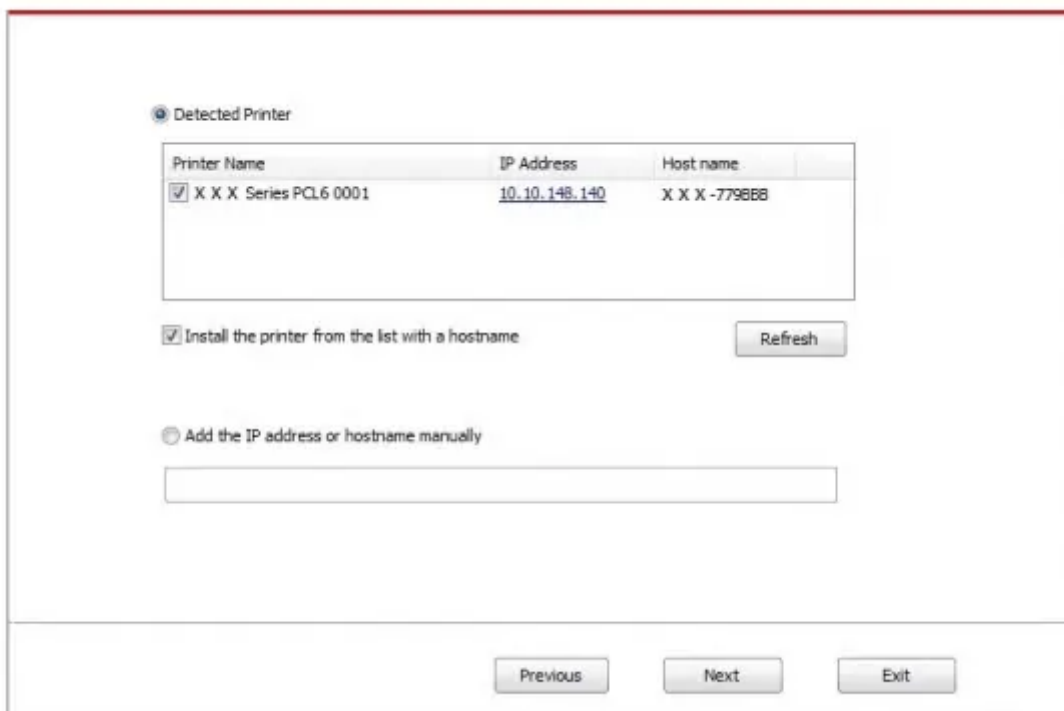 Detected Printer
Printer Name IP Address Host name
X X X Series PCL6 0001 10.10.148.140 X X X -7798BB
Install the printer from the list with a hostname
Refresh
Add the IP address or hostname manually
Previous Next Exit